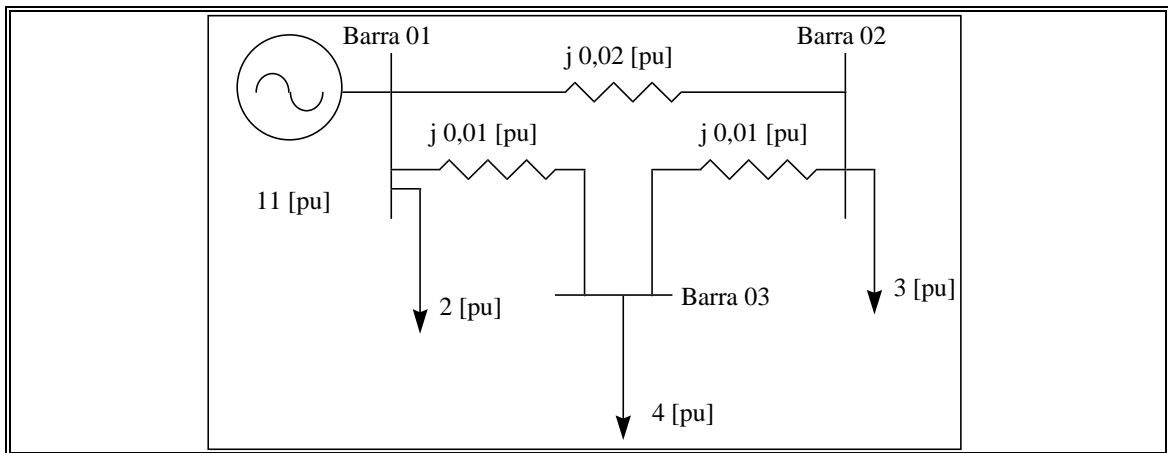 Barra 01
Barra 02
j 0,02 [pu]
j 0,01 [pu]
j 0,01 [pu]
11 [pu]
2 [pu]
Barra 03
3 [pu]
4 [pu]